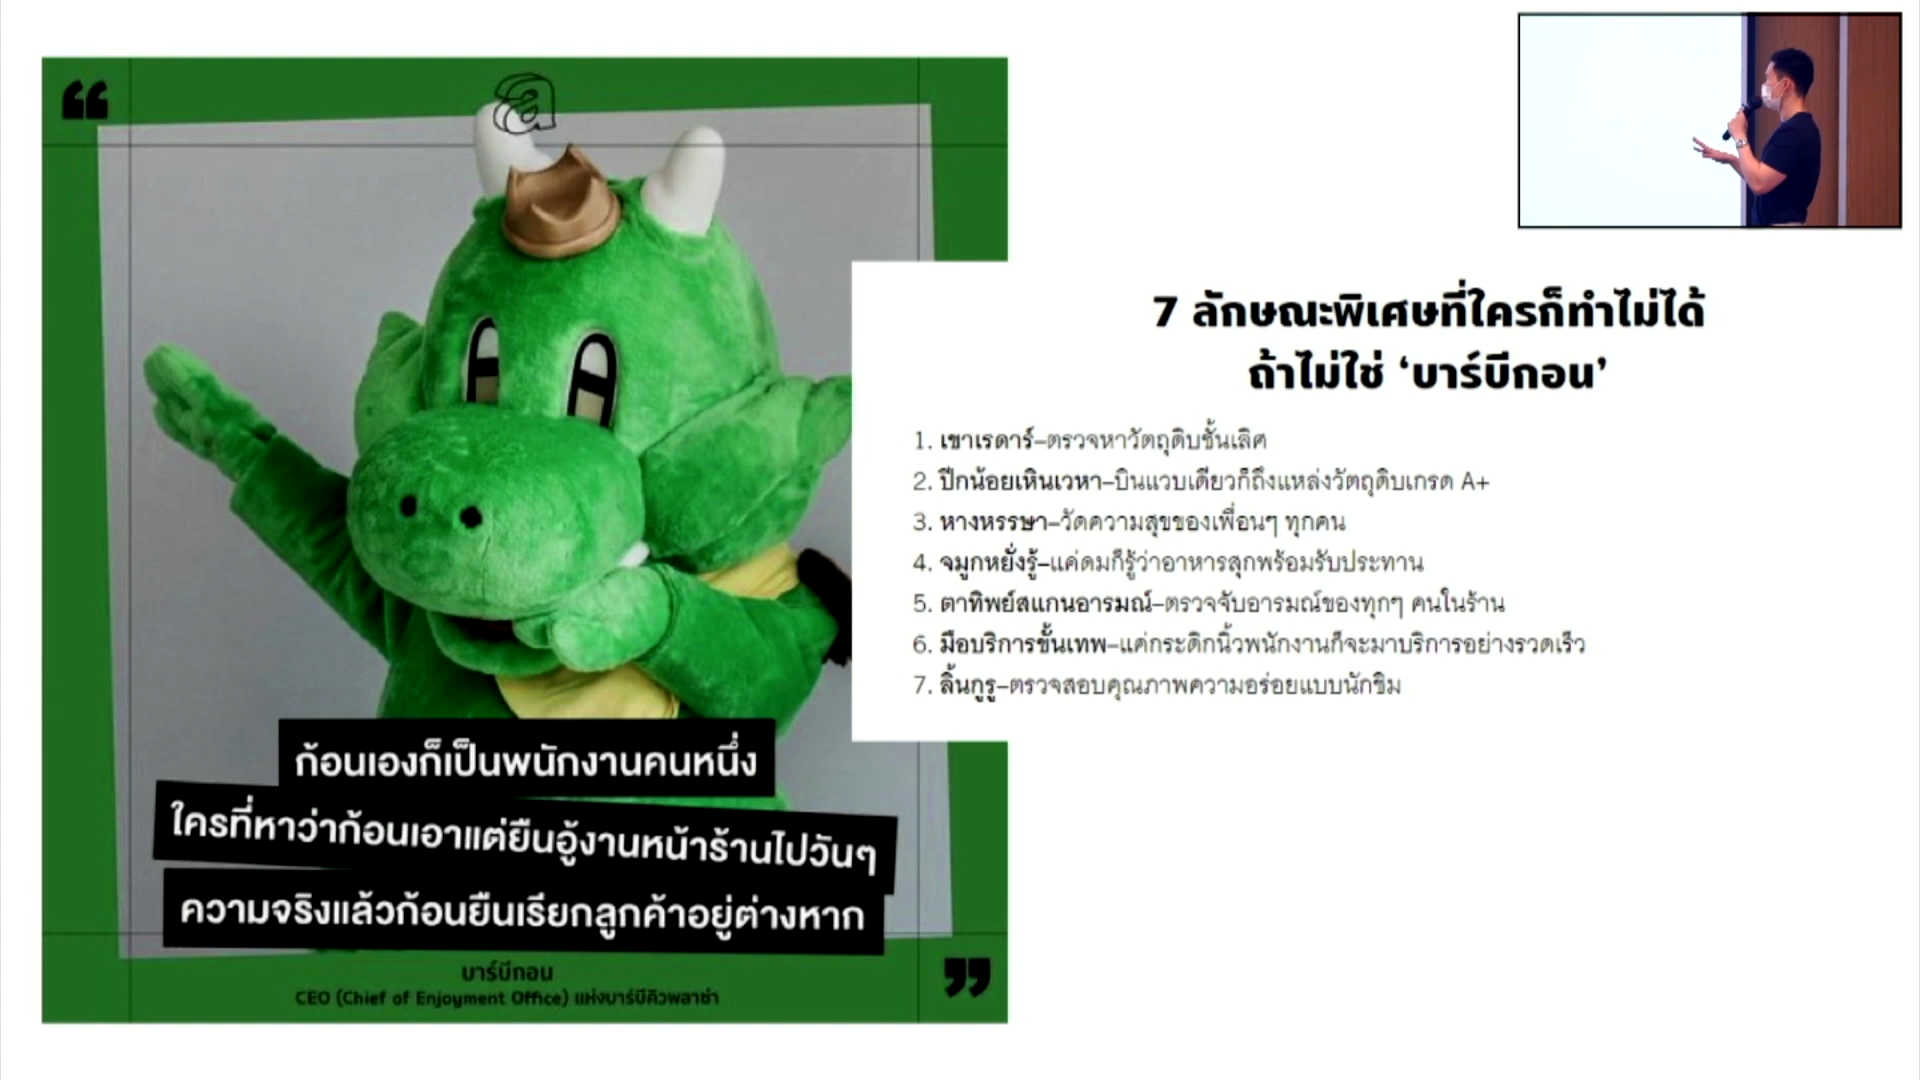 a
ก้อนเองก็เป็นพนักงานคนหนึ่ง
ใครที่หาว่าก้อนเอาแต่ยืนอู้งานหน้าร้านไปวันๆ
ความจริงแล้วก้อนยืนเรียกลูกค้าอยู่ต่างหาก
บาร์บีกอน
CEO (Chief of Enjoyment Office) แห่งบาร์บีคิวพลาซ่า
7 ลักษณะพิเศษที่ใครก็ทำไม่ได้
ถ้าไม่ใช่ ‘บาร์บีกอน’
1. เขาเรดาร์–ตรวจหาวัตถุดิบชั้นเลิศ
2. ปีกน้อยเหินเวหา–บินแวบเดียวก็ถึงแหล่งวัตถุดิบเกรด A+
3. หางหรรษา–วัดความสุขของเพื่อนๆ ทุกคน
4. จมูกหยั่งรู้–แค่ดมก็รู้ว่าอาหารสุกพร้อมรับประทาน
5. ตาทิพย์สแกนอารมณ์–ตรวจจับอารมณ์ของทุกๆ คนในร้าน
6. มือบริการขั้นเทพ–แค่กระดิกนิ้วพนักงานก็จะมาบริการอย่างรวดเร็ว
7. ลิ้นกูรู–ตรวจสอบคุณภาพความอร่อยแบบนักชิม